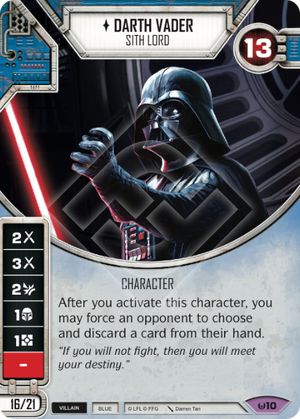 DARTH VADER
SITH LORD
13
2
3
2
1
1
-
CHARACTER
After you activate this character, you
may force an opponent to choose
and discard a card from their hand.
"If you will not fight, then you will meet
your destiny."
16/21
VILLAIN
BLUE
© LFL © FFG
Darren Tan
10